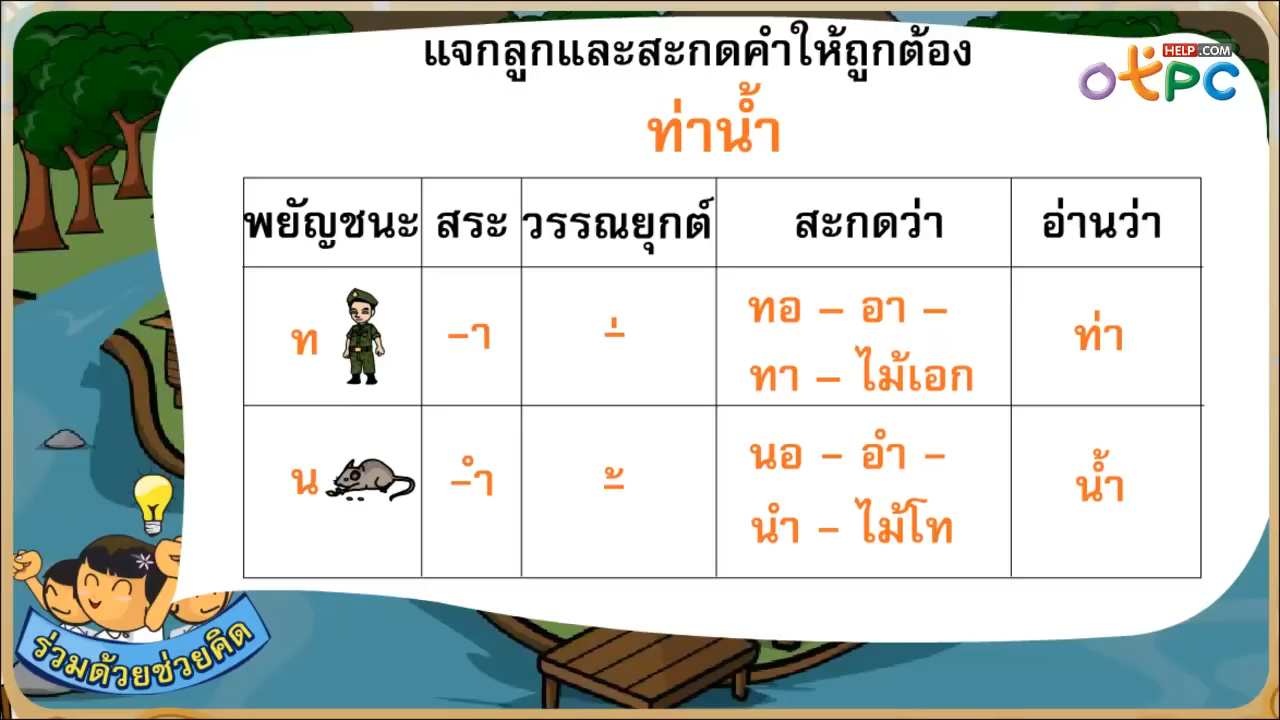 แจกลูกและสะกดคำให้ถูกต้อง
HELP.COM
OTPC
ท่าน้ำ
พยัญชนะ สระ วรรณยุกต์ สะกดว่า อ่านว่า
ท –า –่ ทอ – อา – ท่า
ทา – ไม้เอก
น –ำ –้ นอ – อำ – น้ำ
นำ – ไม้โท
ร่วมด้วยช่วยคิด